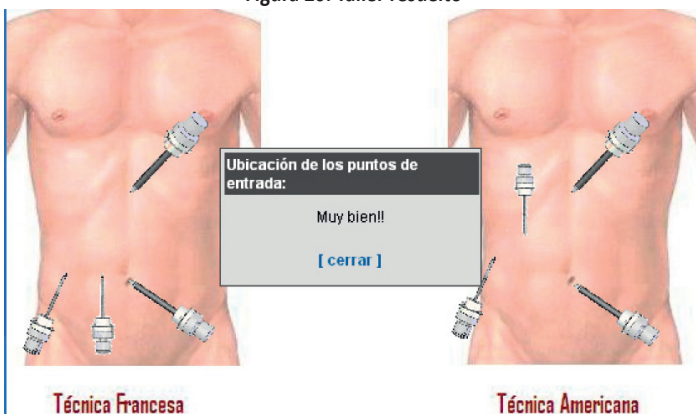 Ubicación de los puntos de
entrada:
Muy bien!!
[ cerrar ]
Técnica Francesa
Técnica Americana